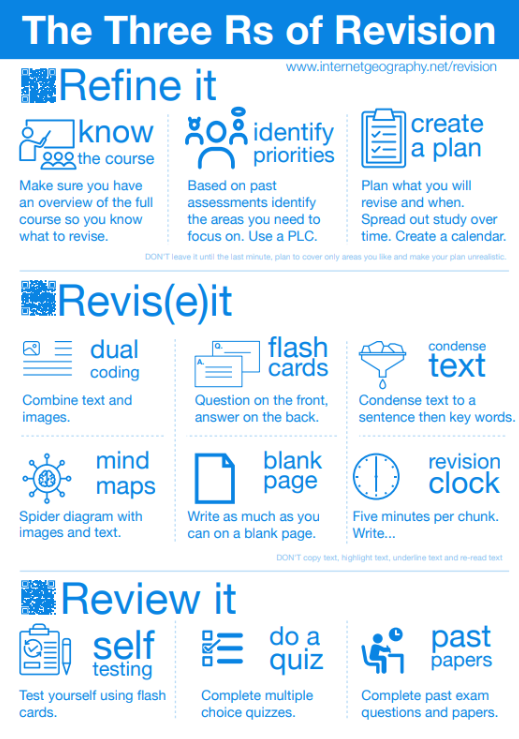 The Three Rs of Revision
www.internetgeography.net/revision
Refine it
know
the course
Make sure you have
an overview of the full
course so you know
what to revise.
identify
priorities
Based on past
assessments identify
the areas you need to
focus on. Use a PLC.
create
a plan
Plan what you will
revise and when.
Spread out study over
time. Create a calendar.
DON'T leave it until the last minute, plan to cover only areas you like and make your plan unrealistic.
Revis(e)it
dual
coding
Combine text and
images.
Q.
A.
flash
cards
Question on the front,
answer on the back.
condense
text
Condense text to a
sentence then key words.
mind
maps
Spider diagram with
images and text.
blank
page
Write as much as you
can on a blank page.
revision
clock
Five minutes per chunk.
Write...
DON'T copy text, highlight text, underline text and re-read text
Review it
self
testing
Test yourself using flash
cards.
do a
quiz
Complete multiple
choice quizzes.
past
papers
Complete past exam
questions and papers.